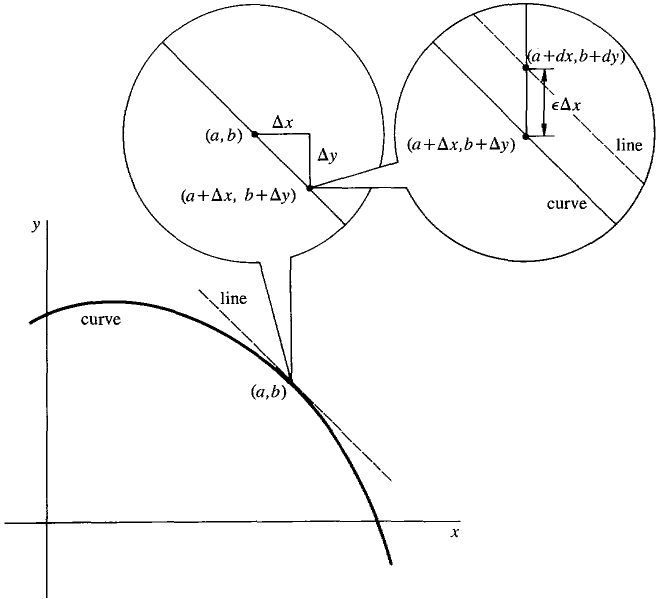 (a+dx,b+dy)
Δx
ϵΔx
(a,b)
Δy
(a+Δx,b+Δy)
line
(a+Δx, b+Δy)
curve
y
line
curve
(a,b)
x